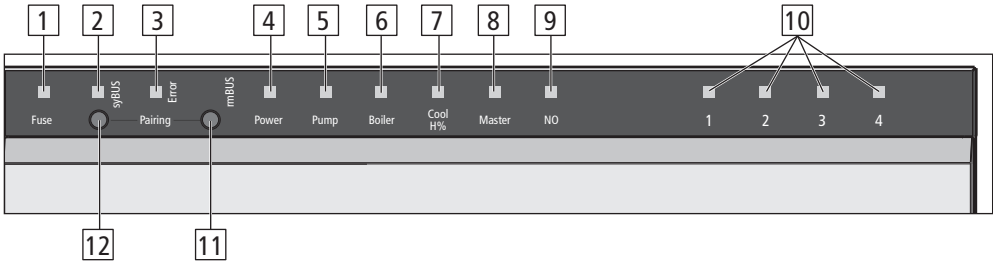 1 2 3 4 5 6 7 8 9 10
syBUS Error rmBUS
Fuse Pairing Power Pump Boiler Cool H% Master NO 1 2 3 4
12 11